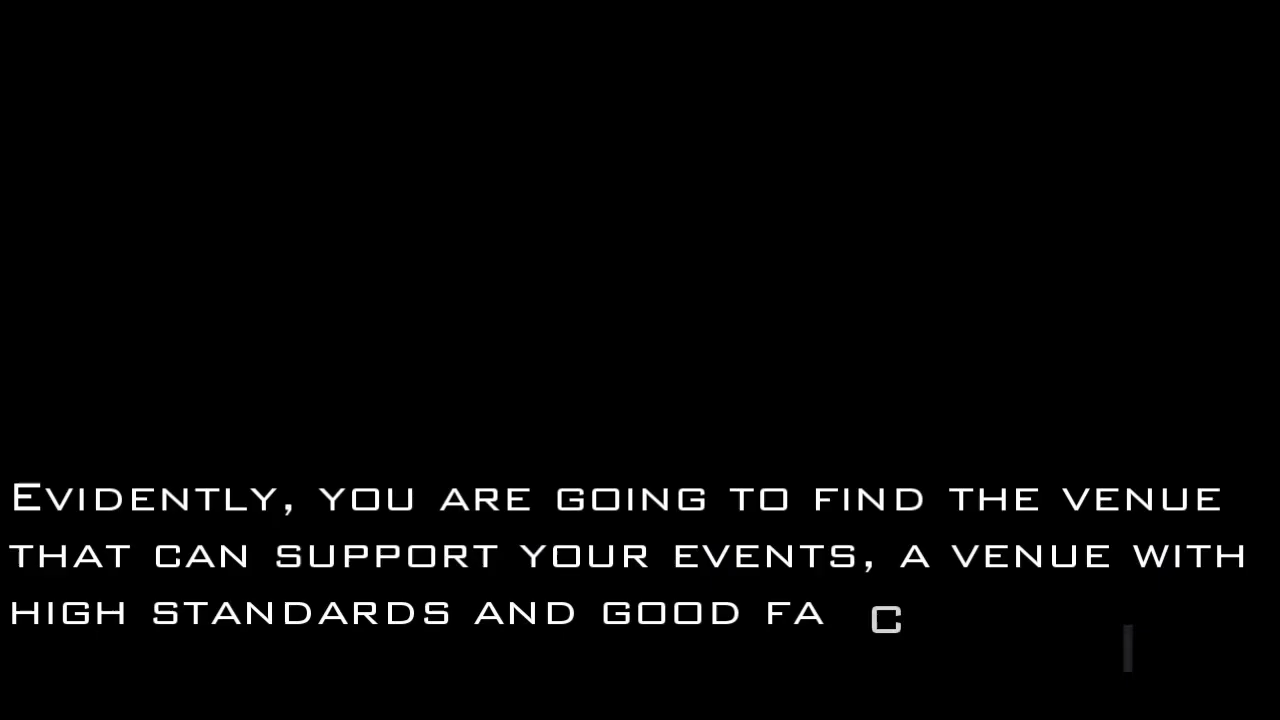 Evidently, you are going to find the venue
that can support your events, a venue with
high standards and good fa c i